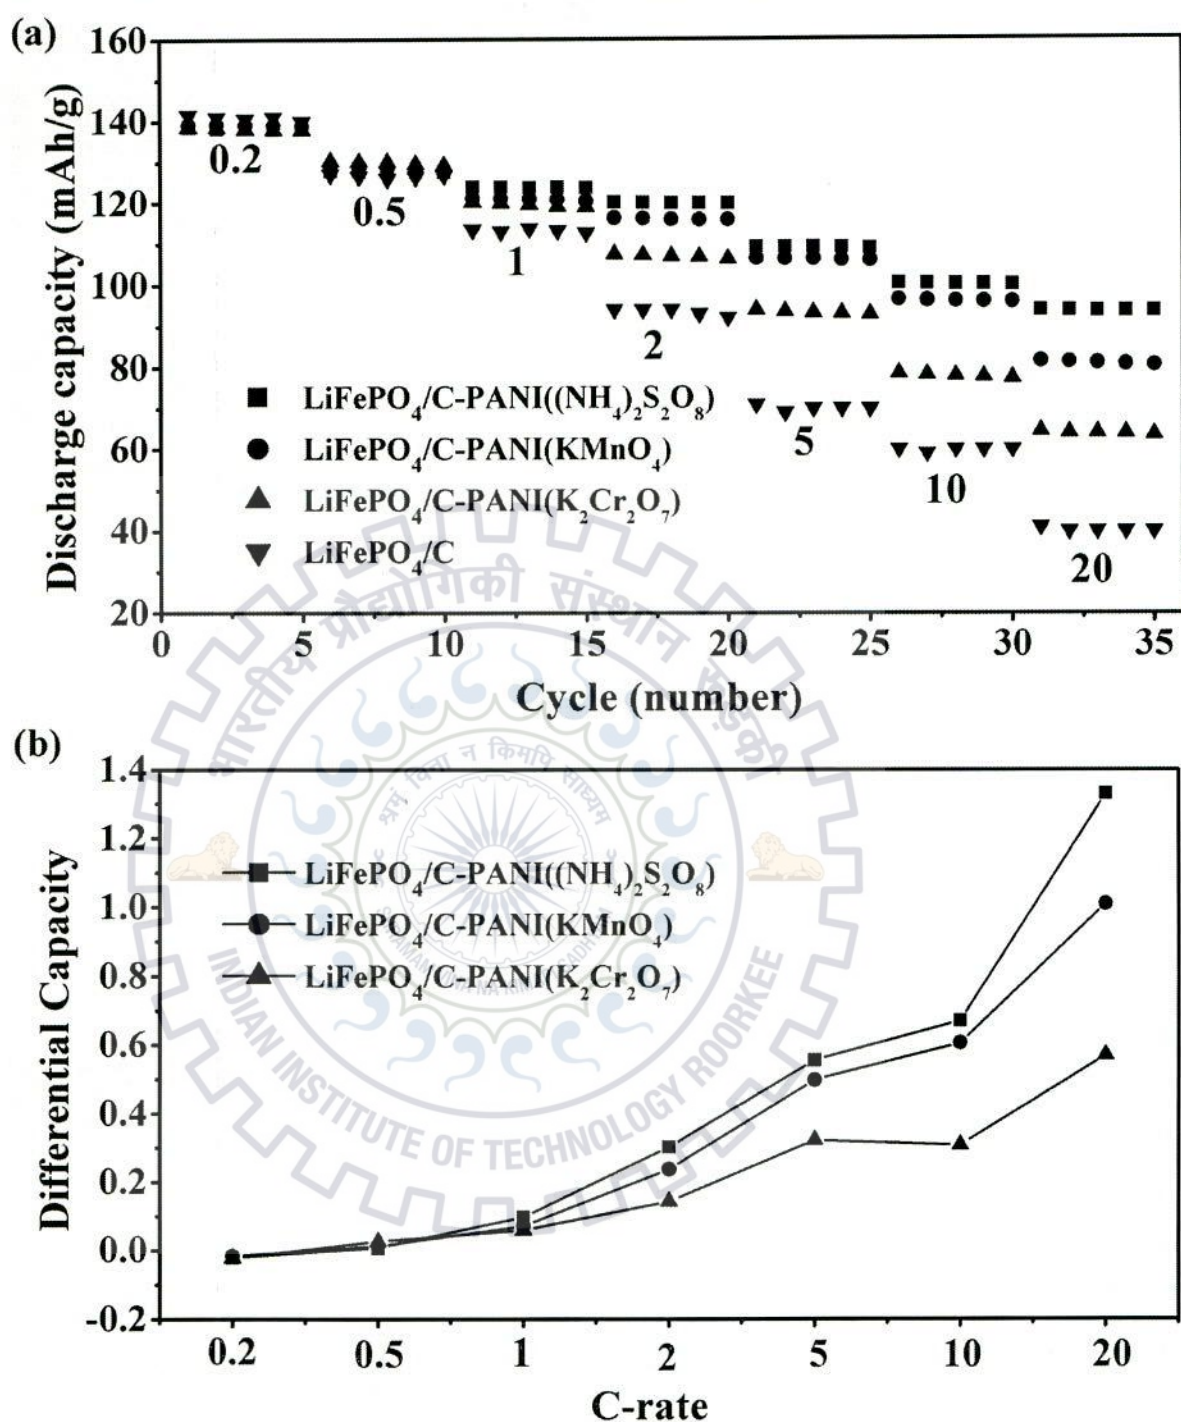 (a)
160
140
120
100
80
60
40
20
Discharge capacity (mAh/g)
0.2
0.5
1
2
5
10
20
LiFePO₄/C-PANI((NH₄)₂S₂O₈)
LiFePO₄/C-PANI(KMnO₄)
LiFePO₄/C-PANI(K₂Cr₂O₇)
LiFePO₄/C
0 5 10 15 20 25 30 35
Cycle (number)
(b)
1.4
1.2
1.0
0.8
0.6
0.4
0.2
0.0
-0.2
Differential Capacity
LiFePO₄/C-PANI((NH₄)₂S₂O₈)
LiFePO₄/C-PANI(KMnO₄)
LiFePO₄/C-PANI(K₂Cr₂O₇)
0.2 0.5 1 2 5 10 20
C-rate
भारतीय प्रौद्योगिकी संस्थान रुड़की
श्रमं विना न किमपि साध्यम
INDIAN INSTITUTE OF TECHNOLOGY ROORKEE